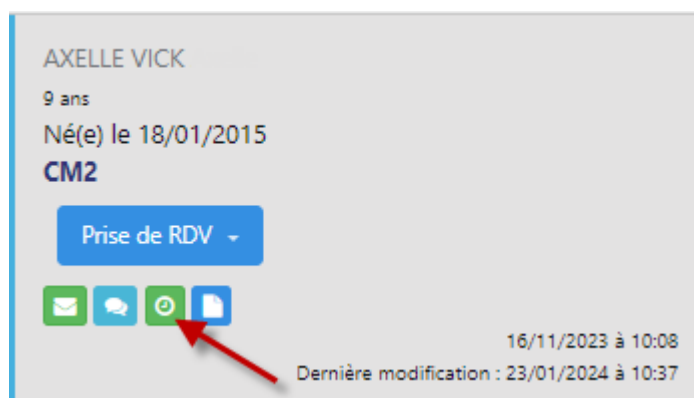 AXELLE VICK
9 ans
Né(e) le 18/01/2015
CM2
Prise de RDV
16/11/2023 à 10:08
Dernière modification : 23/01/2024 à 10:37